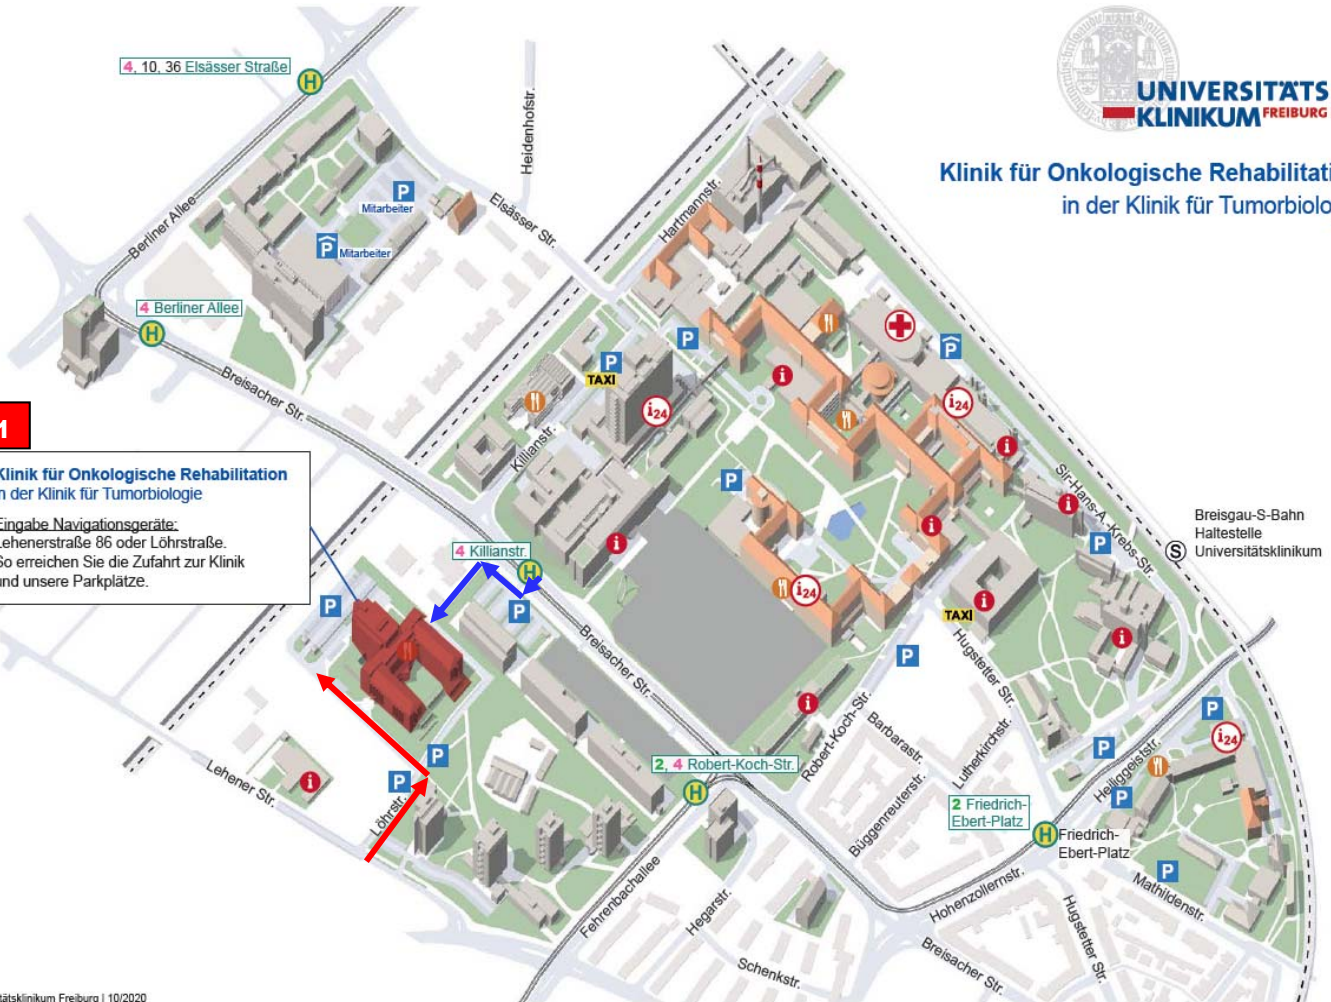 4, 10, 36 Elsässer Straße
H
UNIVERSITÄTS
KLINIKUM FREIBURG
Klinik für Onkologische Rehabilitati
in der Klinik für Tumorbiolo
Heidenhofstr.
Hartmannstr.
Elsässer Str.
Berliner Allee
P
Mitarbeiter
P
Mitarbeiter
4 Berliner Allee
H
Breisacher Str.
P
P
P
TAXI
i24
i
i24
i
1
Klinik für Onkologische Rehabilitation
n der Klinik für Tumorbiologie
Eingabe Navigationsgeräte:
Lehenerstraße 86 oder Löhrstraße.
So erreichen Sie die Zufahrt zur Klinik
und unsere Parkplätze.
Killianstr.
P
i
i
i
Sir-Hans-A.-Krebs-Str.
P
Breisgau-S-Bahn
Haltestelle
Universitätsklinikum
S
4 Killianstr.
H
P
P
i24
i
TAXI
i
Breisacher Str.
P
Hugstetter Str.
i
Robert-Koch-Str.
Barbarastr.
Lutherkirchstr.
Büggenreuterstr.
P
i24
P
Heiliggeiststr.
P
Lehener Str.
i
P
P
Löhrstr.
2, 4 Robert-Koch-Str.
H
2 Friedrich-
Ebert-Platz
H
Friedrich-
Ebert-Platz
P
Mathildenstr.
Fehrenbachallee
Hegarstr.
Hohenzollernstr.
Hugstetter Str.
Breisacher Str.
Schenkstr.
tätsklinikum Freiburg | 10/2020